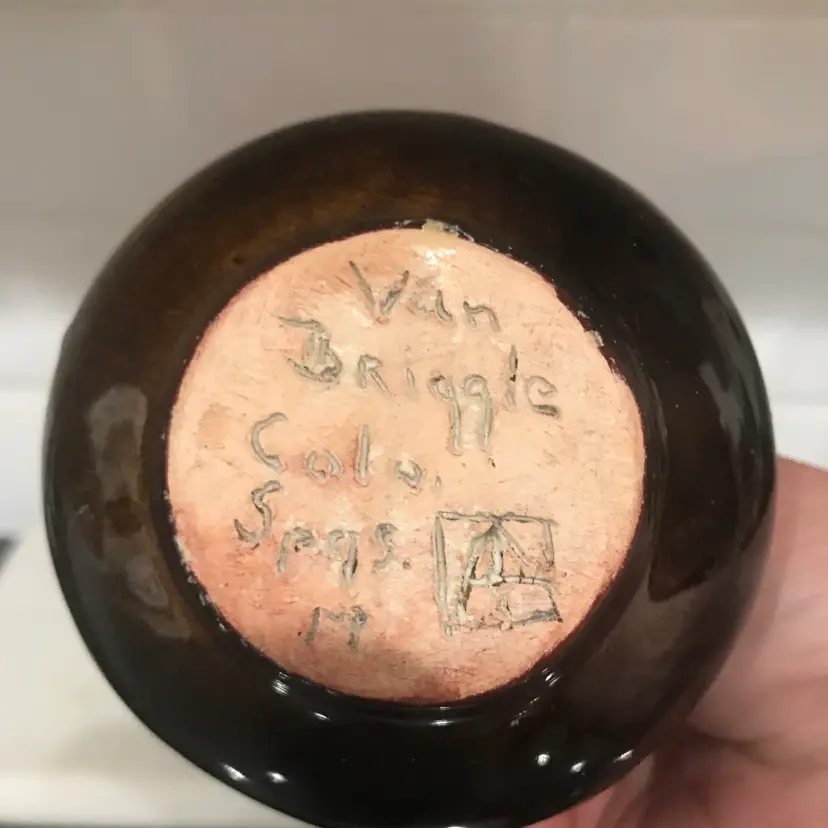 Van
Briggle
Colo.
Spgs.